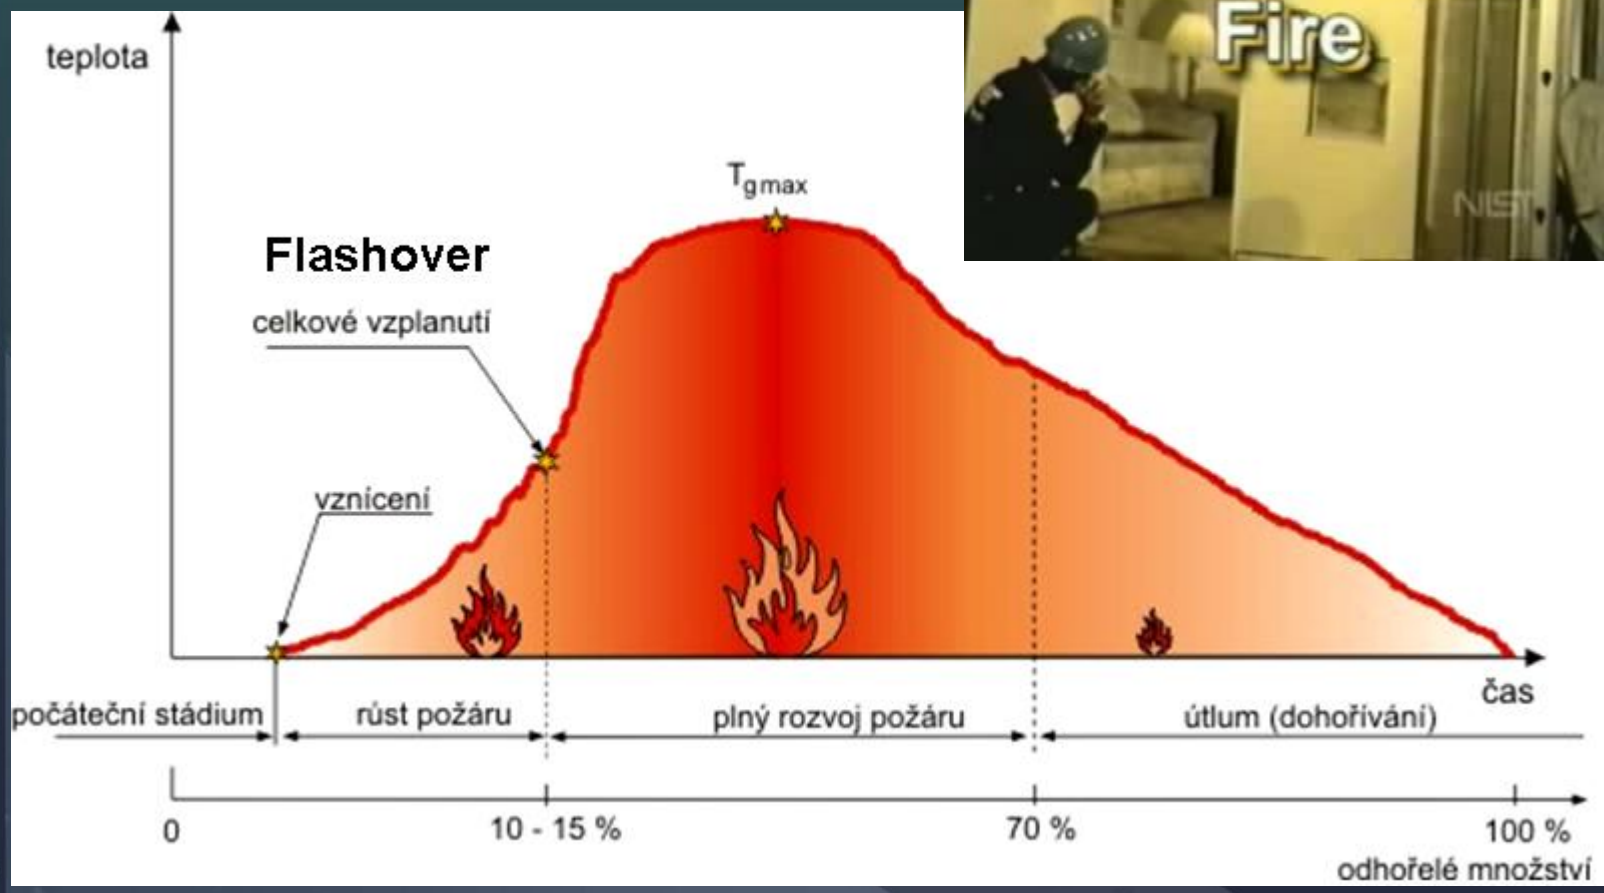 teplota
Fire
NIST
T g max
Flashover
celkové vzplanutí
vznícení
čas
počáteční stádium
růst požáru
plný rozvoj požáru
útlum (dohořívání)
0
10 - 15 %
70 %
100 %
odhořelé množství